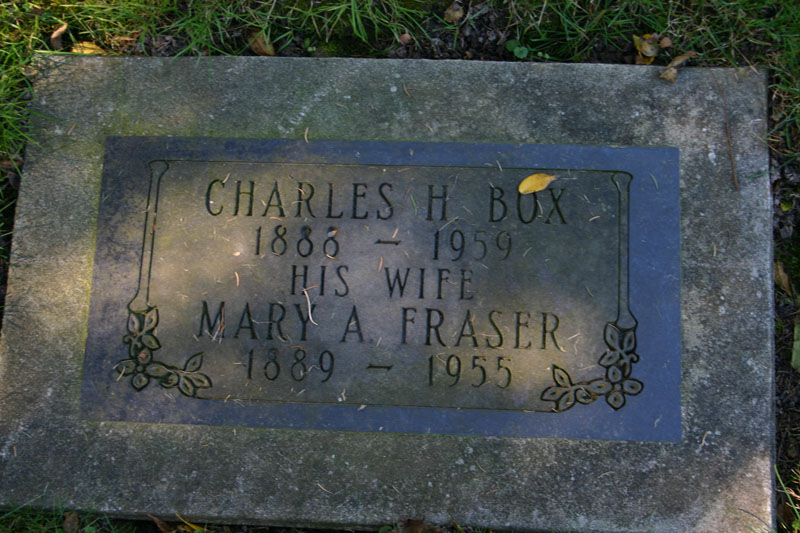 CHARLES H BOX
1888 – 1959
HIS WIFE
MARY A. FRASER
1889 – 1955